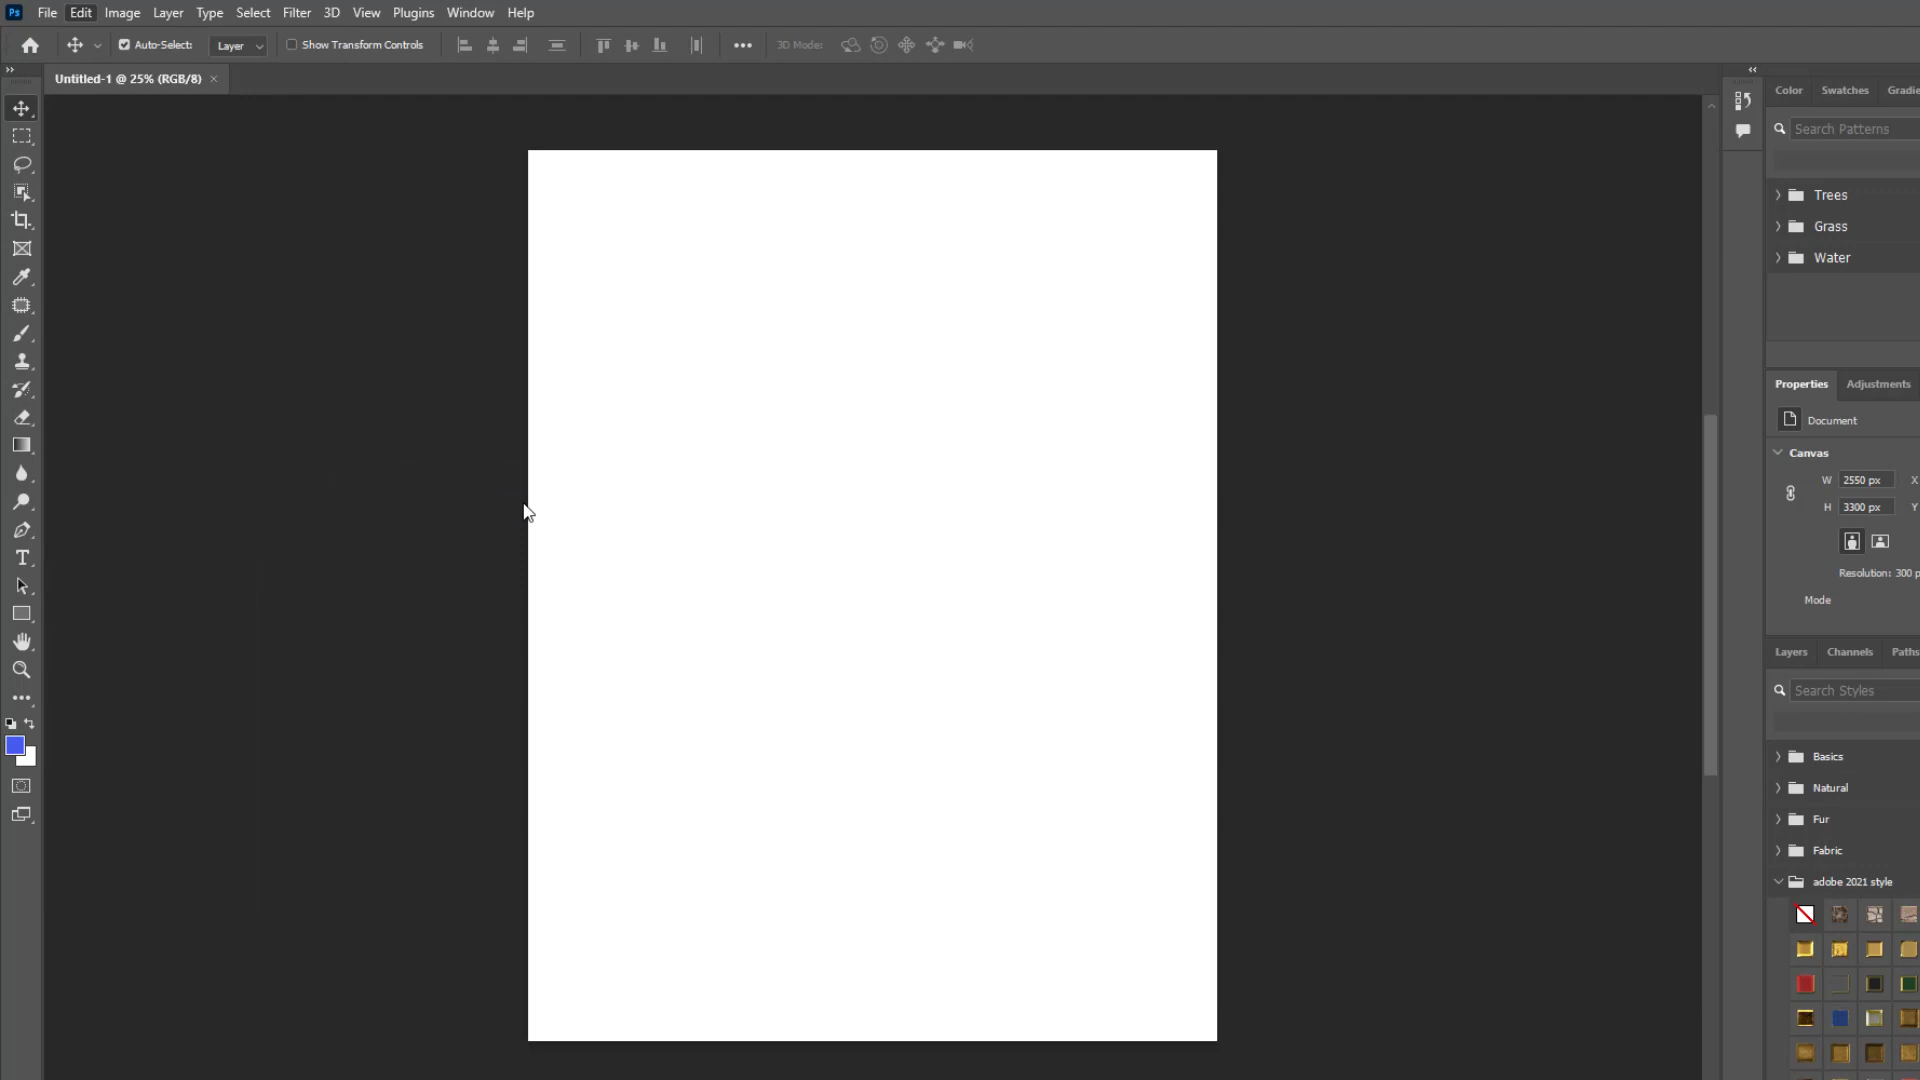 Ps File Edit Image Layer Type Select Filter 3D View Plugins Window Help
Auto-Select: Layer Show Transform Controls 3D Mode:
Untitled-1 @ 25% (RGB/8)
Color Swatches Gradie
Search Patterns
Trees
Grass
Water
Properties Adjustments
Document
Canvas
W 2550 px X
H 3300 px Y
Resolution: 300 p
Mode
Layers Channels Paths
Search Styles
Basics
Natural
Fur
Fabric
adobe 2021 style